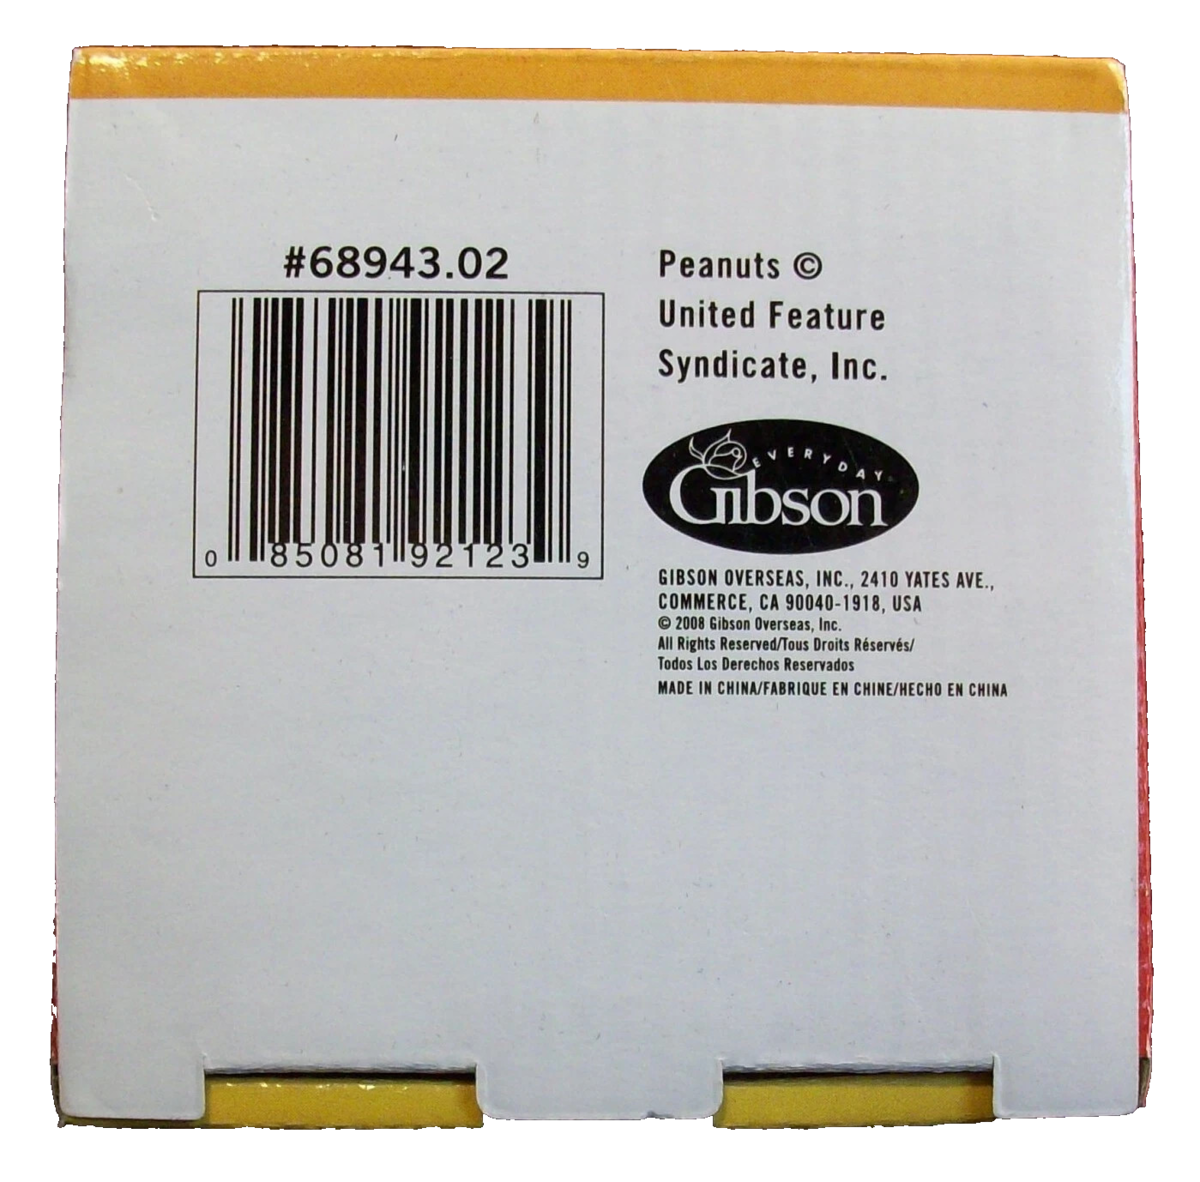 #68943.02
0 85081 92123 9
Peanuts ©
United Feature
Syndicate, Inc.
EVERYDAY
Gibson
GIBSON OVERSEAS, INC., 2410 YATES AVE.,
COMMERCE, CA 90040-1918, USA
© 2008 Gibson Overseas, Inc.
All Rights Reserved/Tous Droits Réservés/
Todos Los Derechos Reservados
MADE IN CHINA/FABRIQUE EN CHINE/HECHO EN CHINA